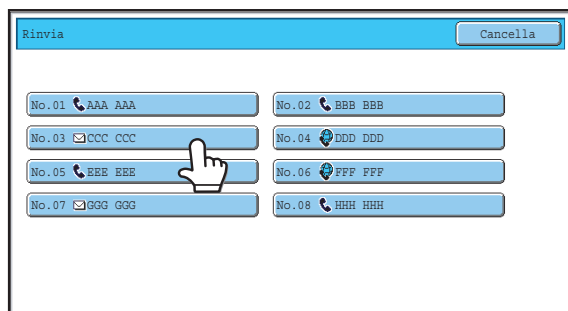 Rinvia Cancella
No.01 AAA AAA No.02 BBB BBB
No.03 CCC CCC No.04 DDD DDD
No.05 EEE EEE No.06 FFF FFF
No.07 GGG GGG No.08 HHH HHH